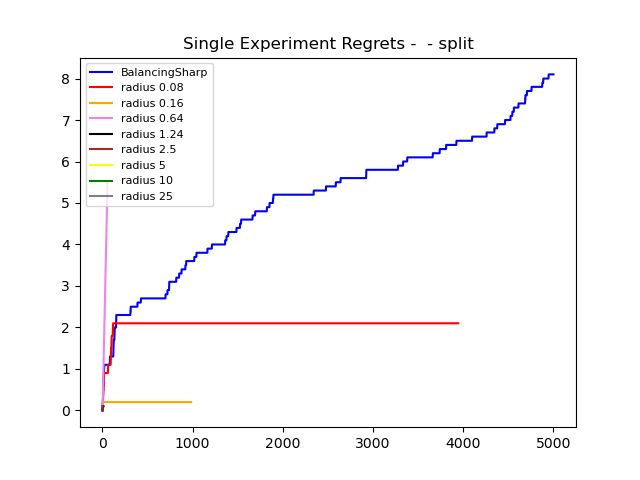 Single Experiment Regrets -  - split
BalancingSharp
radius 0.08
radius 0.16
radius 0.64
radius 1.24
radius 2.5
radius 5
radius 10
radius 25
8
7
6
5
4
3
2
1
0
0 1000 2000 3000 4000 5000